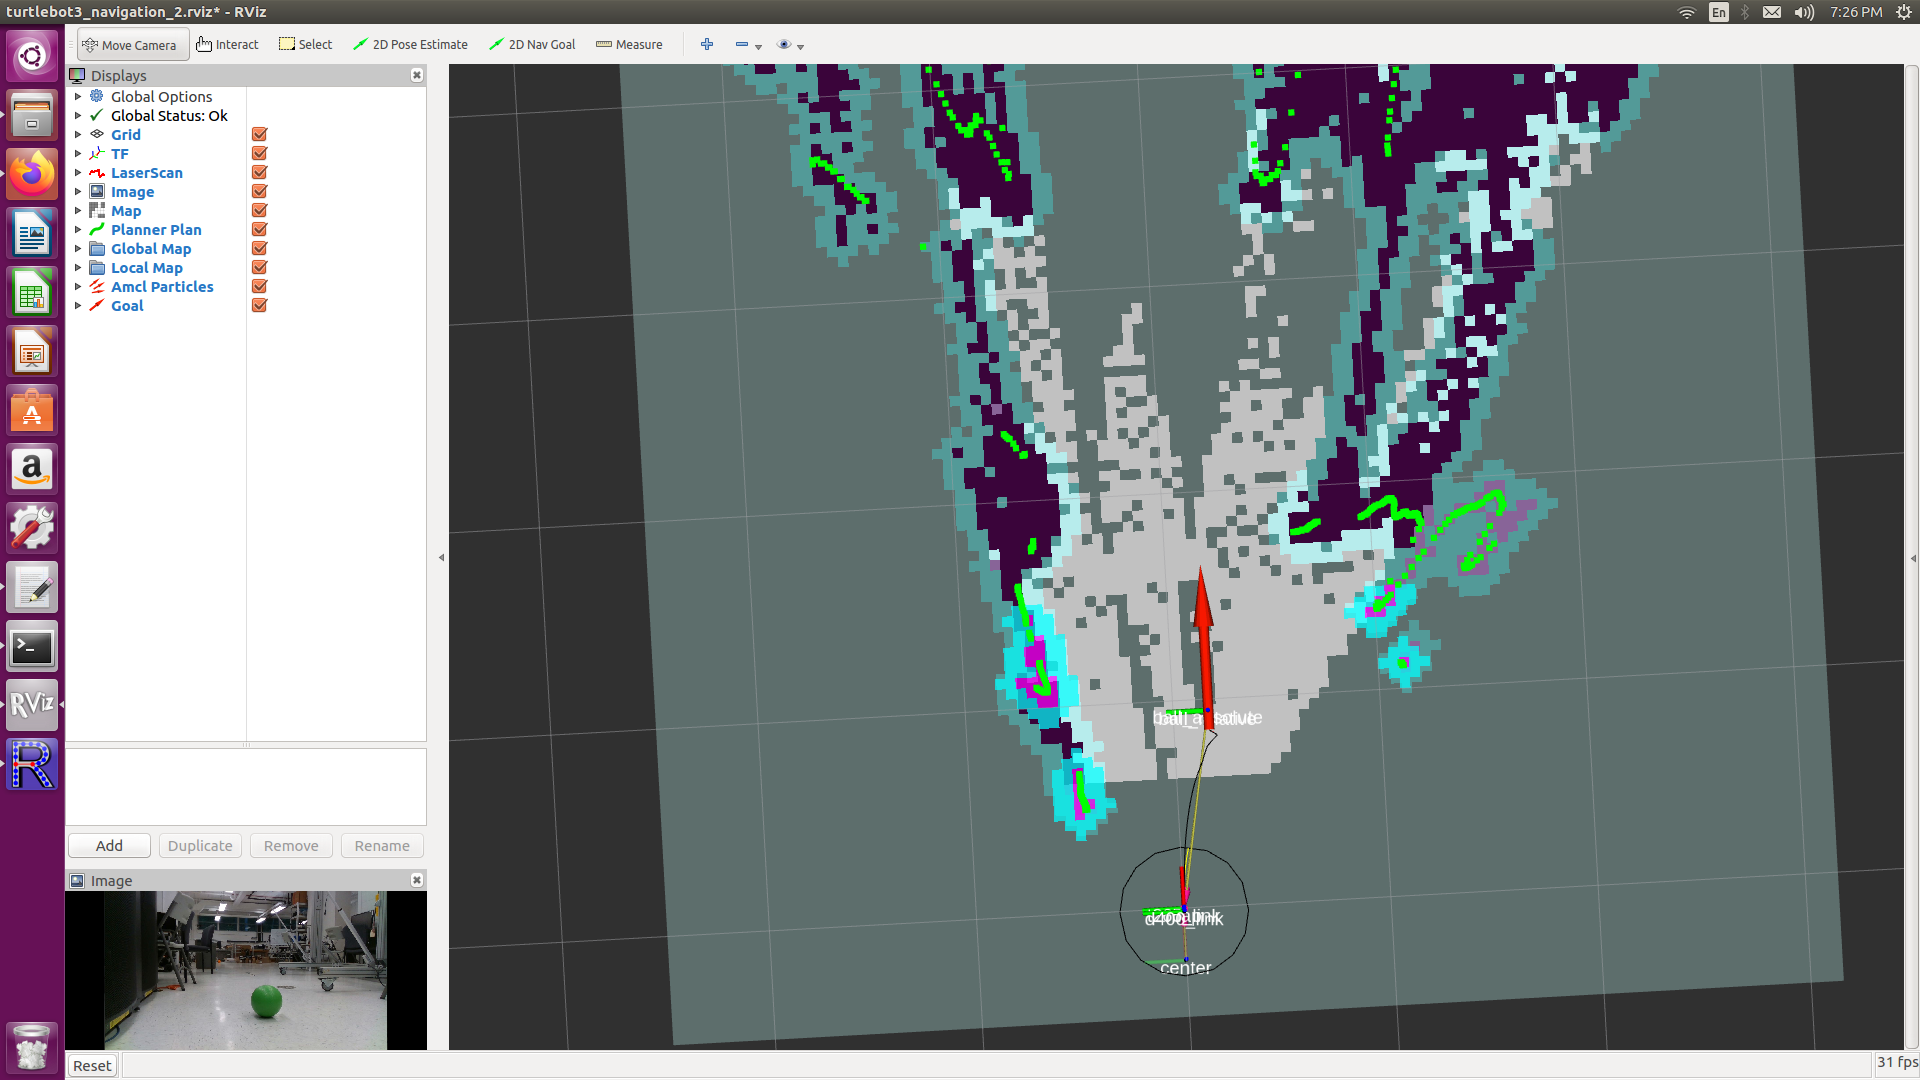 turtlebot3_navigation_2.rviz* - RViz
En
7:26 PM
Move Camera
Interact
Select
2D Pose Estimate
2D Nav Goal
Measure
Displays
Global Options
Global Status: Ok
Grid
TF
LaserScan
Image
Map
Planner Plan
Global Map
Local Map
Amcl Particles
Goal
Add
Duplicate
Remove
Rename
Image
Reset
31 fps
center
RViz